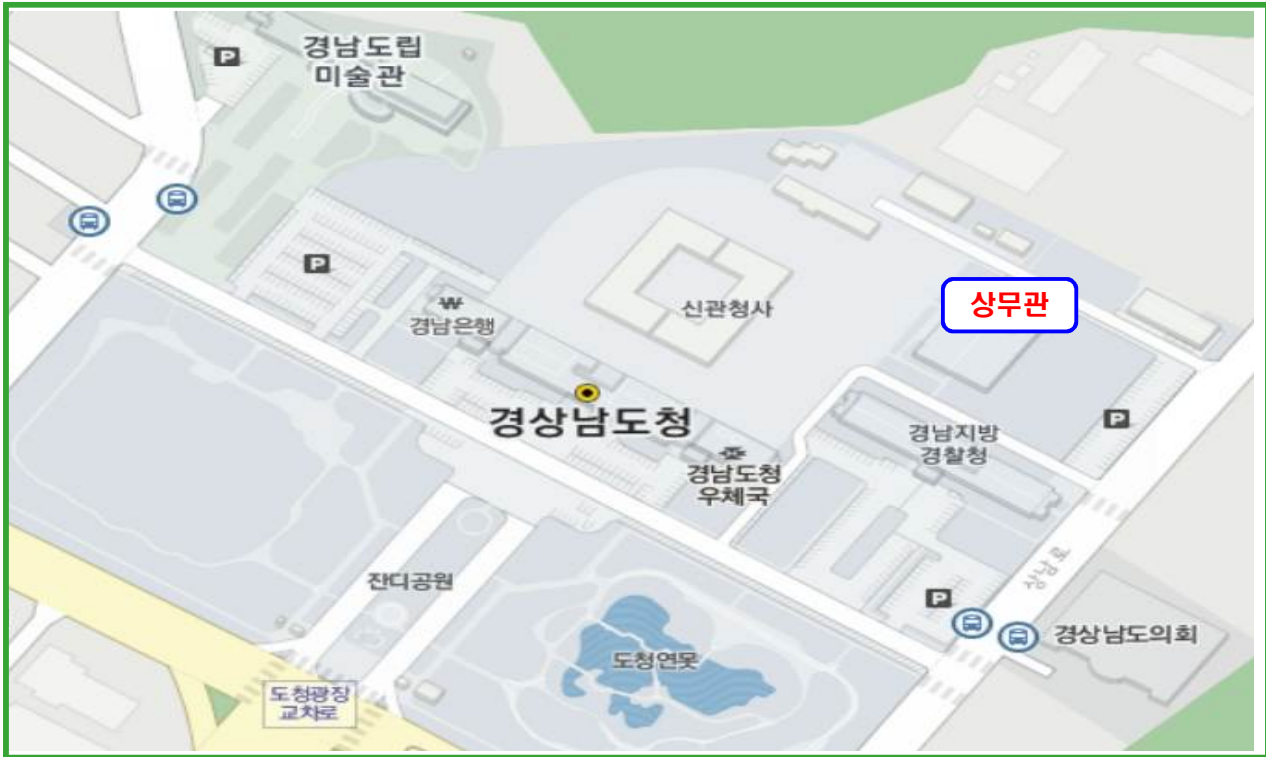 P
경남도립
미술관
P
₩
경남은행
신관청사
상무관
경상남도청
경남도청
우체국
경남지방
경찰청
P
잔디공원
상남로
P
경상남도의회
도청연못
도청광장
교차로